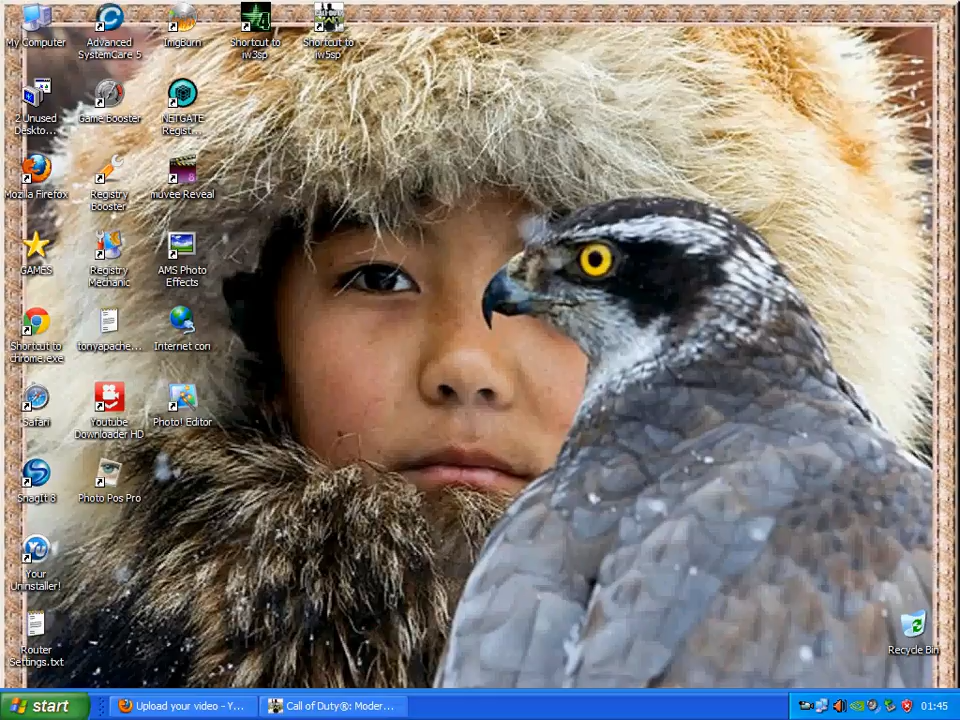 My Computer
Advanced
SystemCare 5
ImgBurn
Shortcut to
iw3sp
Shortcut to
iw5sp
2 Unused
Deskto...
Game Booster
NETGATE
Regist...
Mozilla Firefox
Registry
Booster
muvee Reveal
8
GAMES
Registry
Mechanic
AMS Photo
Effects
Shortcut to
chrome.exe
tonyapache...
Internet con
Safari
Youtube
Downloader HD
Photo! Editor
SnagIt 8
Photo Pos Pro
Your
Uninstaller!
Router
Settings.txt
Recycle Bin
start
Upload your video - Y...
Call of Duty®: Moder...
01:45